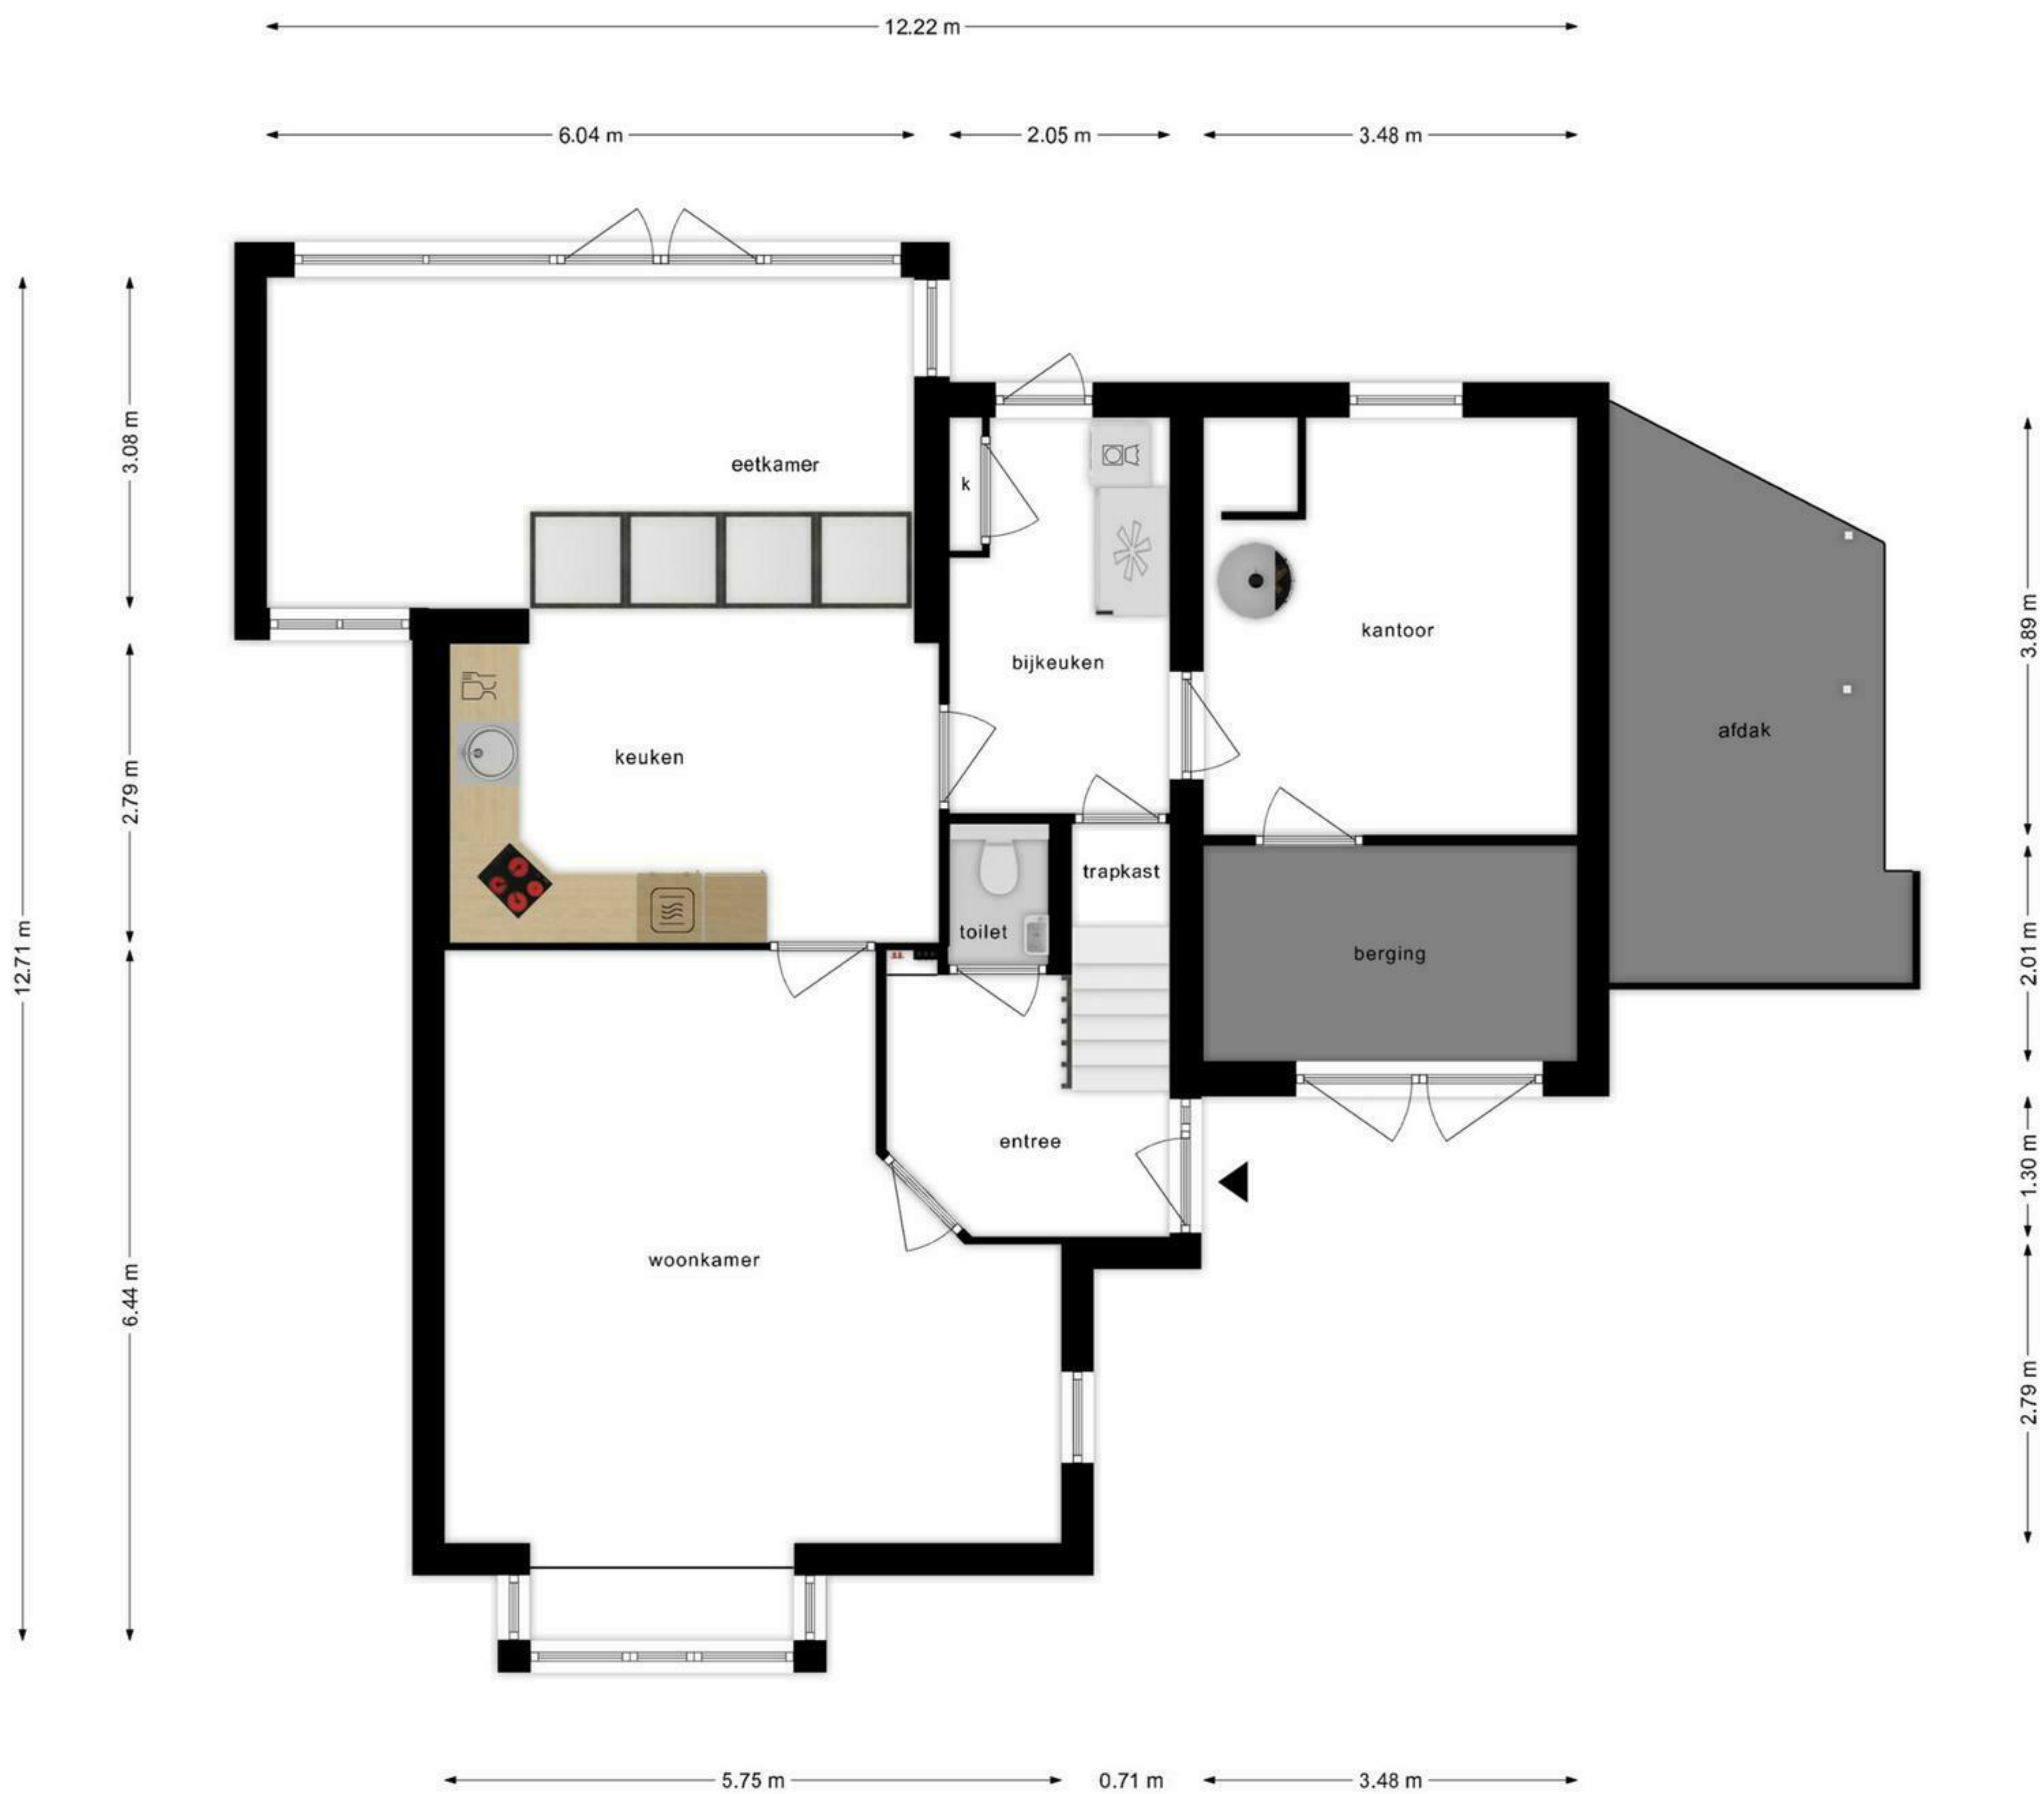 12.22 m
6.04 m
2.05 m
3.48 m
12.71 m
3.08 m
2.79 m
6.44 m
eetkamer
k
bijkeuken
kantoor
keuken
afdak
trapkast
toilet
berging
entree
woonkamer
3.89 m
2.01 m
1.30 m
2.79 m
5.75 m
0.71 m
3.48 m